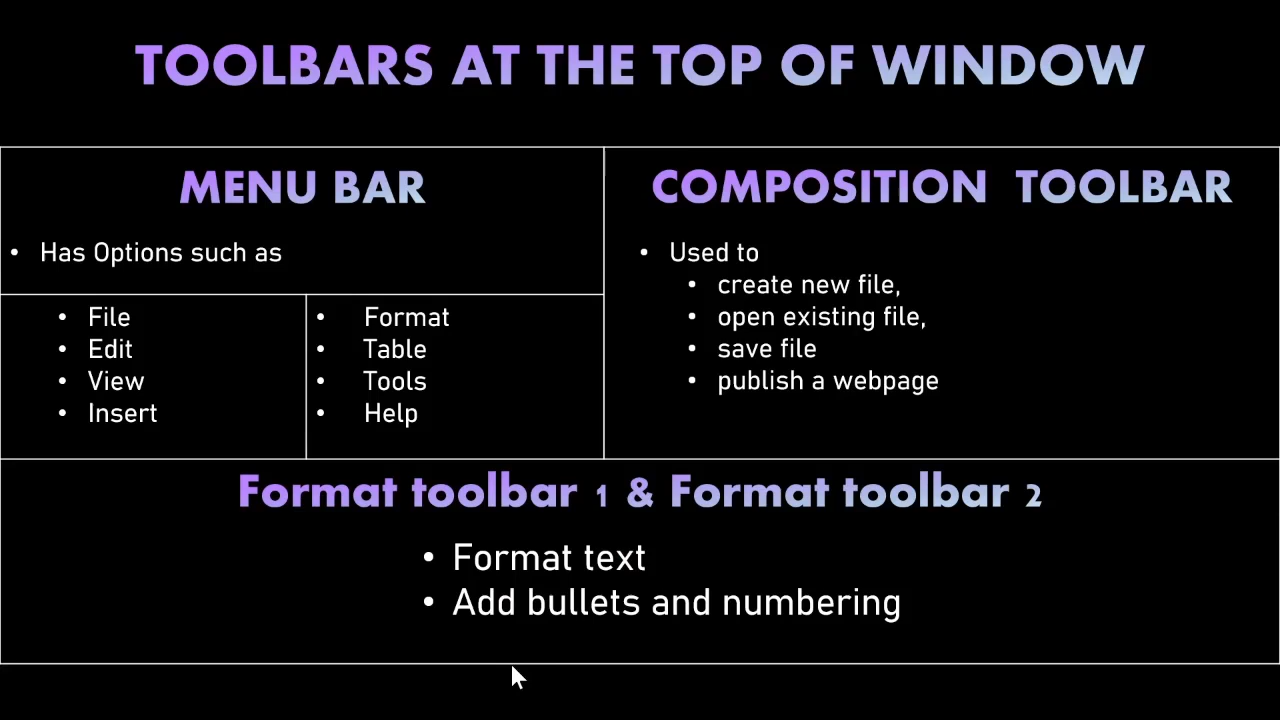 TOOLBARS AT THE TOP OF WINDOW
MENU BAR
• Has Options such as
• File
• Edit
• View
• Insert
• Format
• Table
• Tools
• Help
COMPOSITION TOOLBAR
• Used to
• create new file,
• open existing file,
• save file
• publish a webpage
Format toolbar 1 & Format toolbar 2
• Format text
• Add bullets and numbering